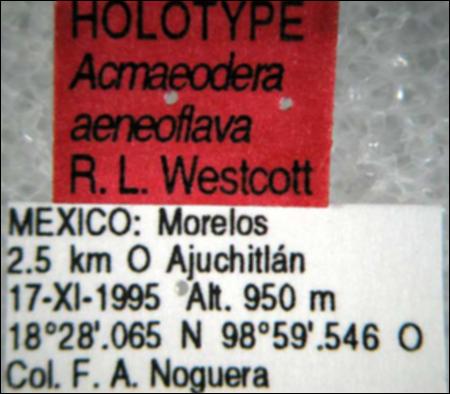 HOLOTYPE
Acmaeodera
aeneoflava
R. L. Westcott
MEXICO: Morelos
2.5 km O Ajuchitlán
17-XI-1995 Alt. 950 m
18°28'.065 N 98°59'.546 O
Col. F. A. Noguera